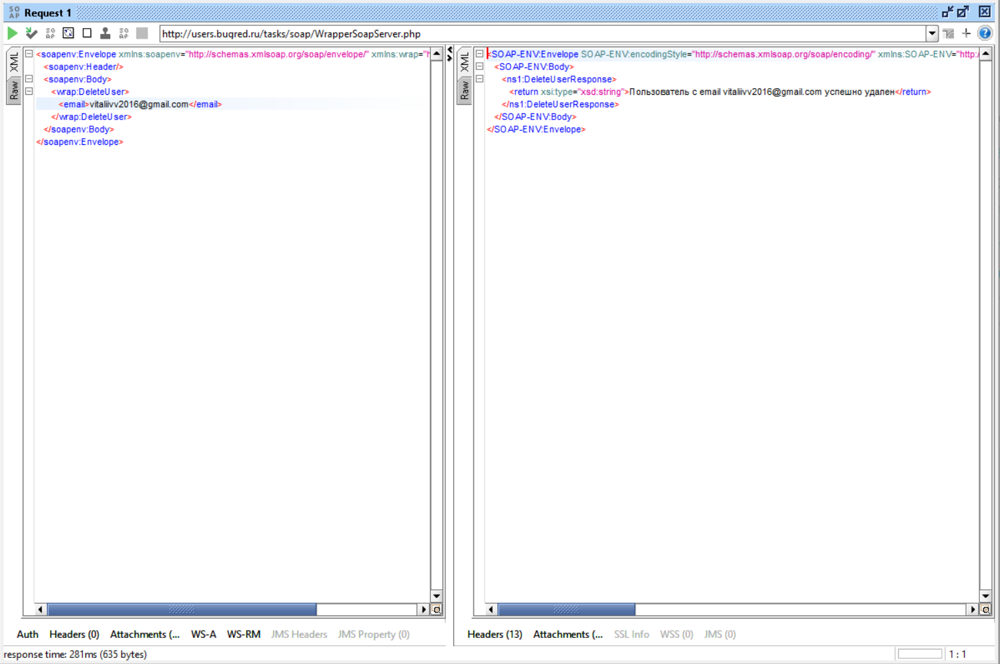 SO AP Request 1
http://users.buqred.ru/tasks/soap/WrapperSoapServer.php
XML
Raw
<soapenv:Envelope xmlns:soapenv="http://schemas.xmlsoap.org/soap/envelope/" xmlns:wrap="h
<soapenv:Header/>
<soapenv:Body>
<wrap:DeleteUser>
<email>vitaliivv2016@gmail.com</email>
</wrap:DeleteUser>
</soapenv:Body>
</soapenv:Envelope>
XML
Raw
<SOAP-ENV:Envelope SOAP-ENV:encodingStyle="http://schemas.xmlsoap.org/soap/encoding/" xmlns:SOAP-ENV="http:/
<SOAP-ENV:Body>
<ns1:DeleteUserResponse>
<return xsi:type="xsd:string">Пользователь с email vitaliivv2016@gmail.com успешно удален</return>
</ns1:DeleteUserResponse>
</SOAP-ENV:Body>
</SOAP-ENV:Envelope>
Auth Headers (0) Attachments (... WS-A WS-RM JMS Headers JMS Property (0)
Headers (13) Attachments (... SSL Info WSS (0) JMS (0)
response time: 281ms (635 bytes)
1 : 1